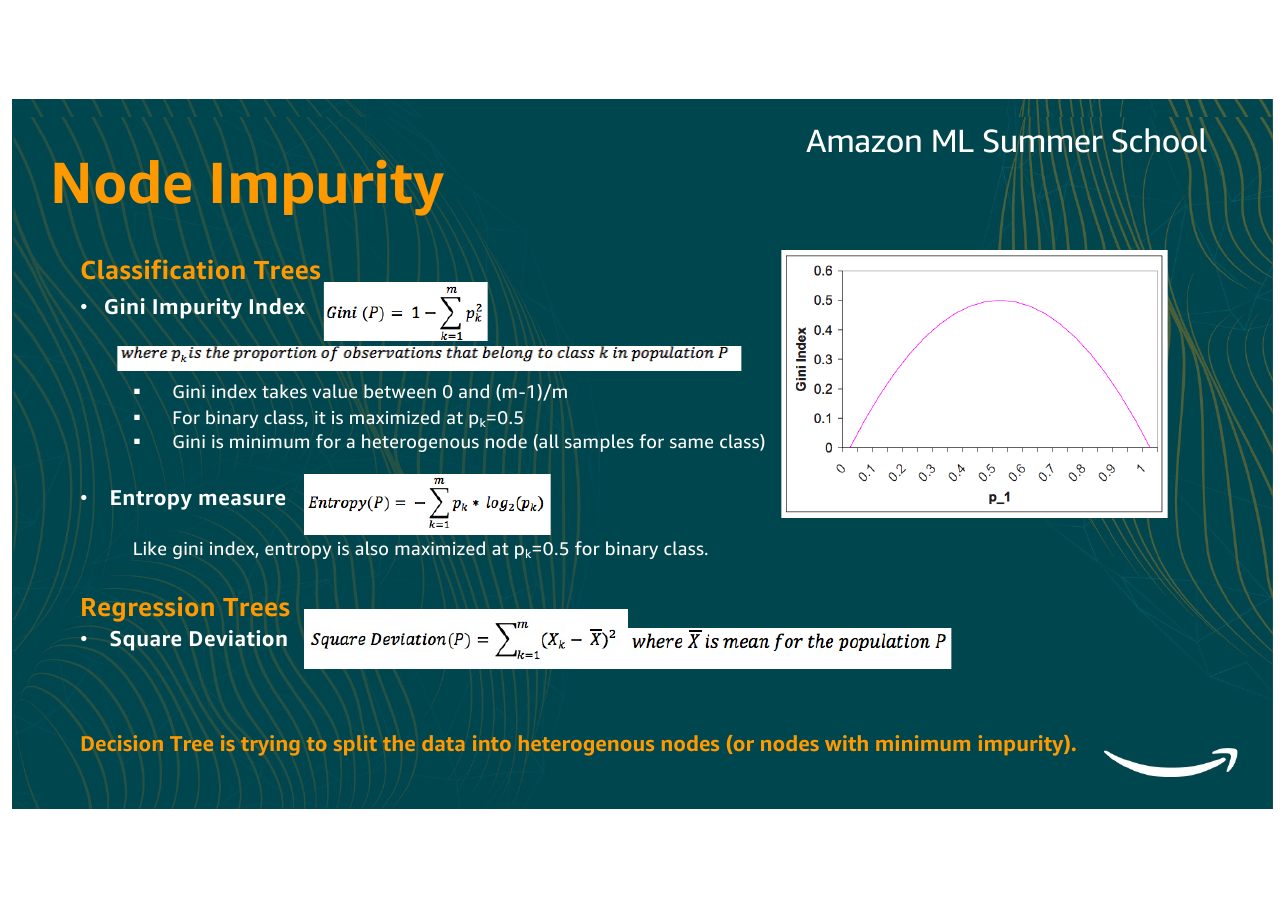 Amazon ML Summer School
Node Impurity
Classification Trees
• Gini Impurity Index Gini (P) = 1 − ∑_{k=1}^{m} p_k^2
where p_k is the proportion of observations that belong to class k in population P
▪ Gini index takes value between 0 and (m-1)/m
▪ For binary class, it is maximized at p_k=0.5
▪ Gini is minimum for a heterogenous node (all samples for same class)
• Entropy measure Entropy(P) = − ∑_{k=1}^{m} p_k * log_2(p_k)
Like gini index, entropy is also maximized at p_k=0.5 for binary class.
Regression Trees
• Square Deviation Square Deviation(P) = ∑_{k=1}^{m} (X_k − X̅)^2 where X̅ is mean for the population P
Decision Tree is trying to split the data into heterogenous nodes (or nodes with minimum impurity).
Gini Index
0.6
0.5
0.4
0.3
0.2
0.1
0
0 0.1 0.2 0.3 0.4 0.5 0.6 0.7 0.8 0.9 1
p_1